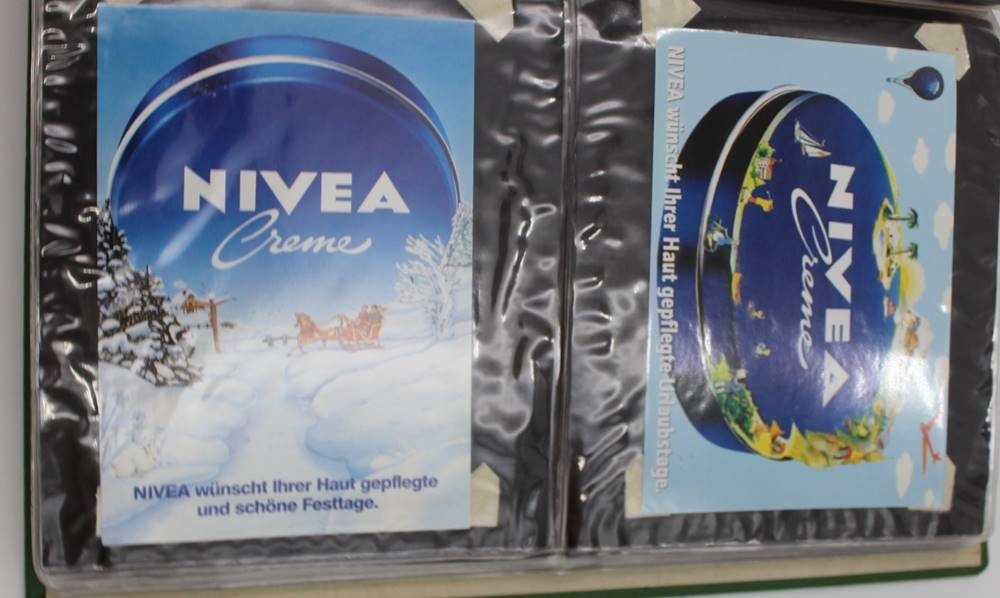 NIVEA
Creme
NIVEA wünscht Ihrer Haut gepflegte
und schöne Festtage.
NIVEA
Creme
NIVEA wünscht Ihrer Haut gepflegte Urlaubstage.